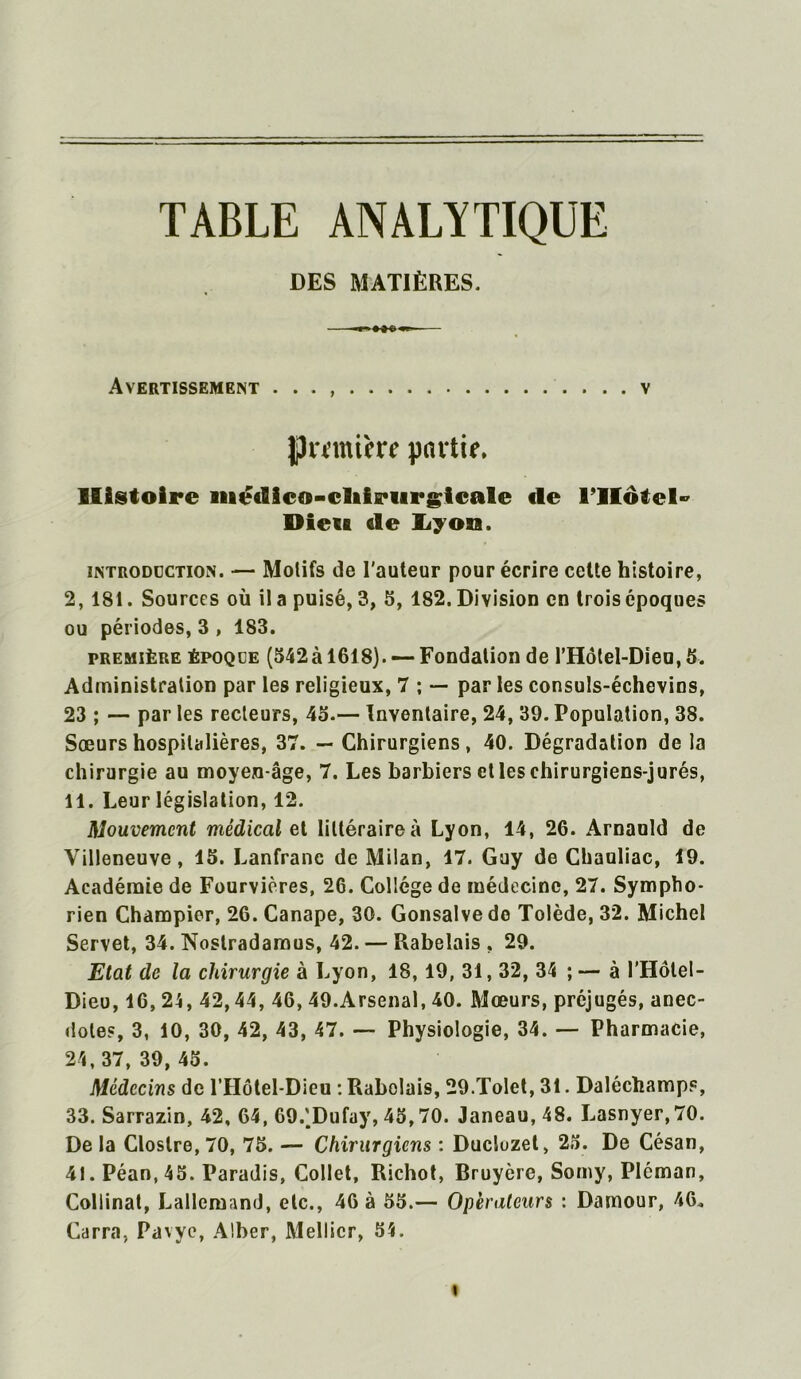 TABLE ANALYTIQUE
DES MATIÈRES.
AVERTISSEMENT . . . , . . . . . . . . . . . . . . . . . . V
Première partie.
Histoire médico-chirurgicale de l'Hôtel-
Dieu de Lyon.
INTRODUCTION. — Motifs de l'auteur pour écrire cette histoire,
2, 181. Sources où il a puisé, 3, 5, 182. Division en trois époques
ou périodes, 3 , 183.
PREMIÈRE ÉPOQUE (542 à 1618). — Fondation de l'Hôtel-Dieu, 5.
Administration par les religieux, 7 ; — par les consuls-échevins,
23 ; — par les recteurs, 45.— Inventaire, 24, 39. Population, 38.
Sœurs hospitalières, 37. — Chirurgiens, 40. Dégradation de la
chirurgie au moyen-âge, 7. Les barbiers et les chirurgiens-jurés,
11. Leur législation, 12.
Mouvement médical et littéraire à Lyon, 14, 26. Arnauld de
Villeneuve, 15. Lanfranc de Milan, 17. Guy de Chauliac, 19.
Académie de Fourvières, 26. Collége de médecine, 27. Sympho-
rien Champier, 26. Canape, 30. Gonsalve de Tolède, 32. Michel
Servet, 34. Nostradamus, 42. — Rabelais, 29.
Etat de la chirurgie à Lyon, 18, 19, 31, 32, 34 ; — à l'Hôtel-
Dieu, 16, 24, 42, 44, 46, 49. Arsenal, 40. Mœurs, préjugés, anec-
dotes, 3, 10, 30, 42, 43, 47. — Physiologie, 34. — Pharmacie,
24, 37, 39, 45.
Médecins de l'Hôtel-Dieu : Rabelais, 29. Tolet, 31. Daléchamps,
33. Sarrazin, 42, 64, 69. Dufay, 45, 70. Janeau, 48. Lasnyer, 70.
De la Clostre, 70, 75. — Chirurgiens : Duclozet, 25. De Césan,
41. Péan, 45. Paradis, Collet, Richot, Bruyère, Somy, Pléman,
Collinat, Lallemand, etc., 46 à 55.— Opèrateurs : Damour, 46.
Carra, Pavye, Alber, Mellier, 54.
1